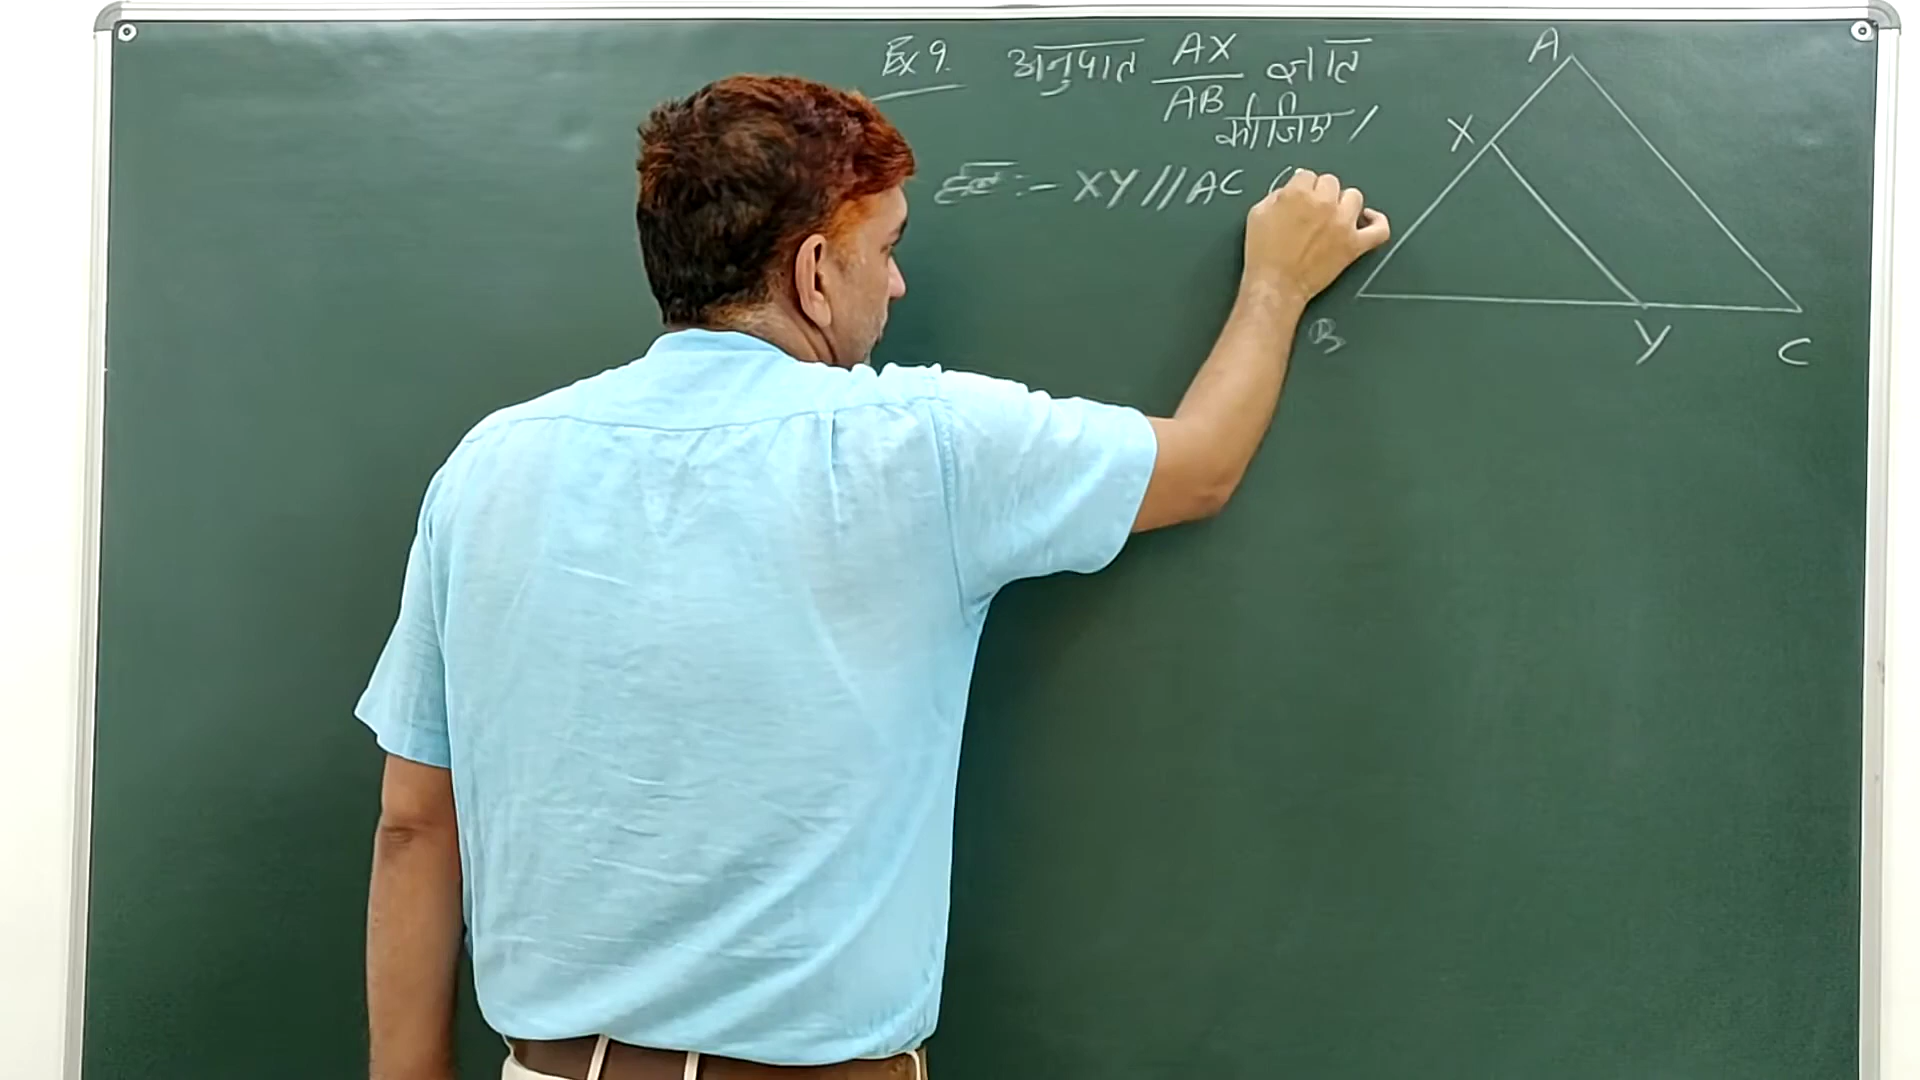 Ex 9. अनुपात AX/AB ज्ञात
कीजिए /
हल :- XY // AC (
A
X
B
Y
C